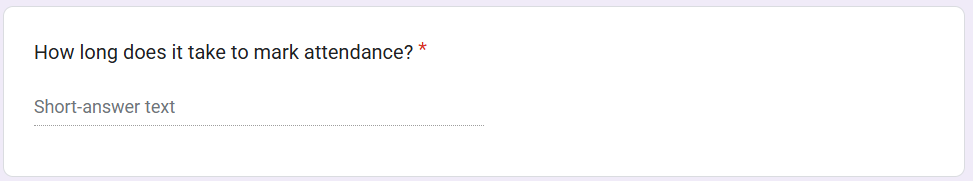 How long does it take to mark attendance? *
Short-answer text